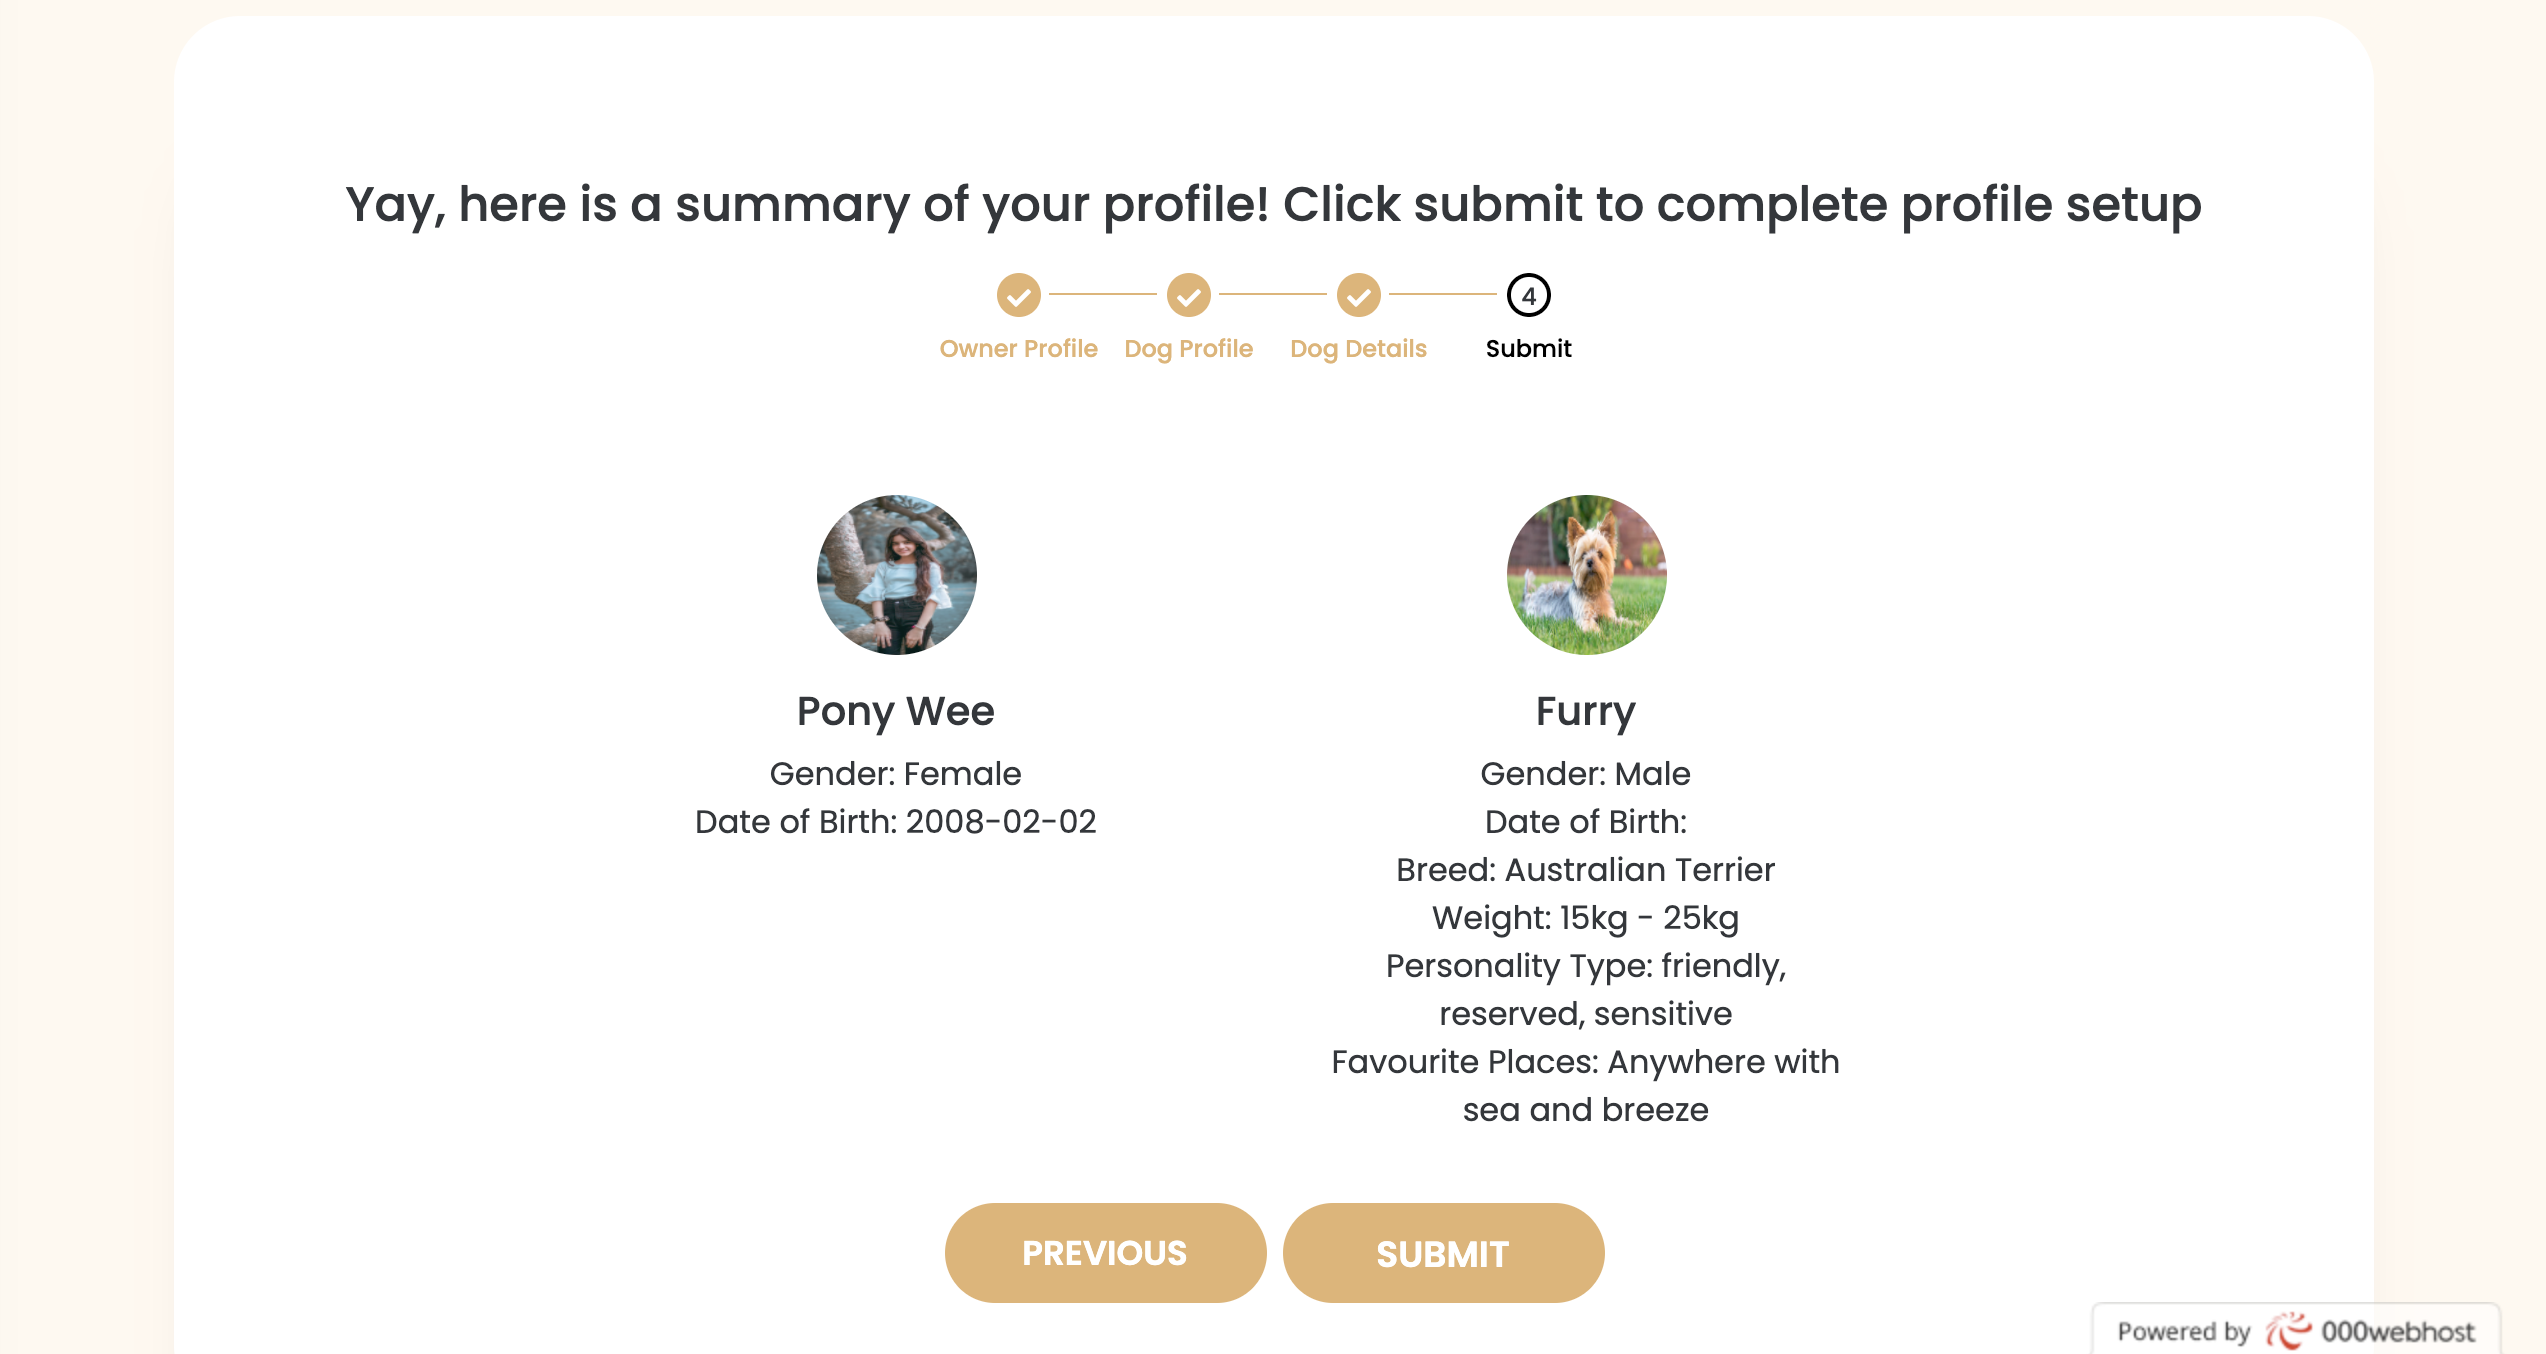 Yay, here is a summary of your profile! Click submit to complete profile setup
4
Owner Profile Dog Profile Dog Details Submit
Pony Wee
Gender: Female
Date of Birth: 2008-02-02
Furry
Gender: Male
Date of Birth:
Breed: Australian Terrier
Weight: 15kg - 25kg
Personality Type: friendly,
reserved, sensitive
Favourite Places: Anywhere with
sea and breeze
PREVIOUS SUBMIT
Powered by 000webhost